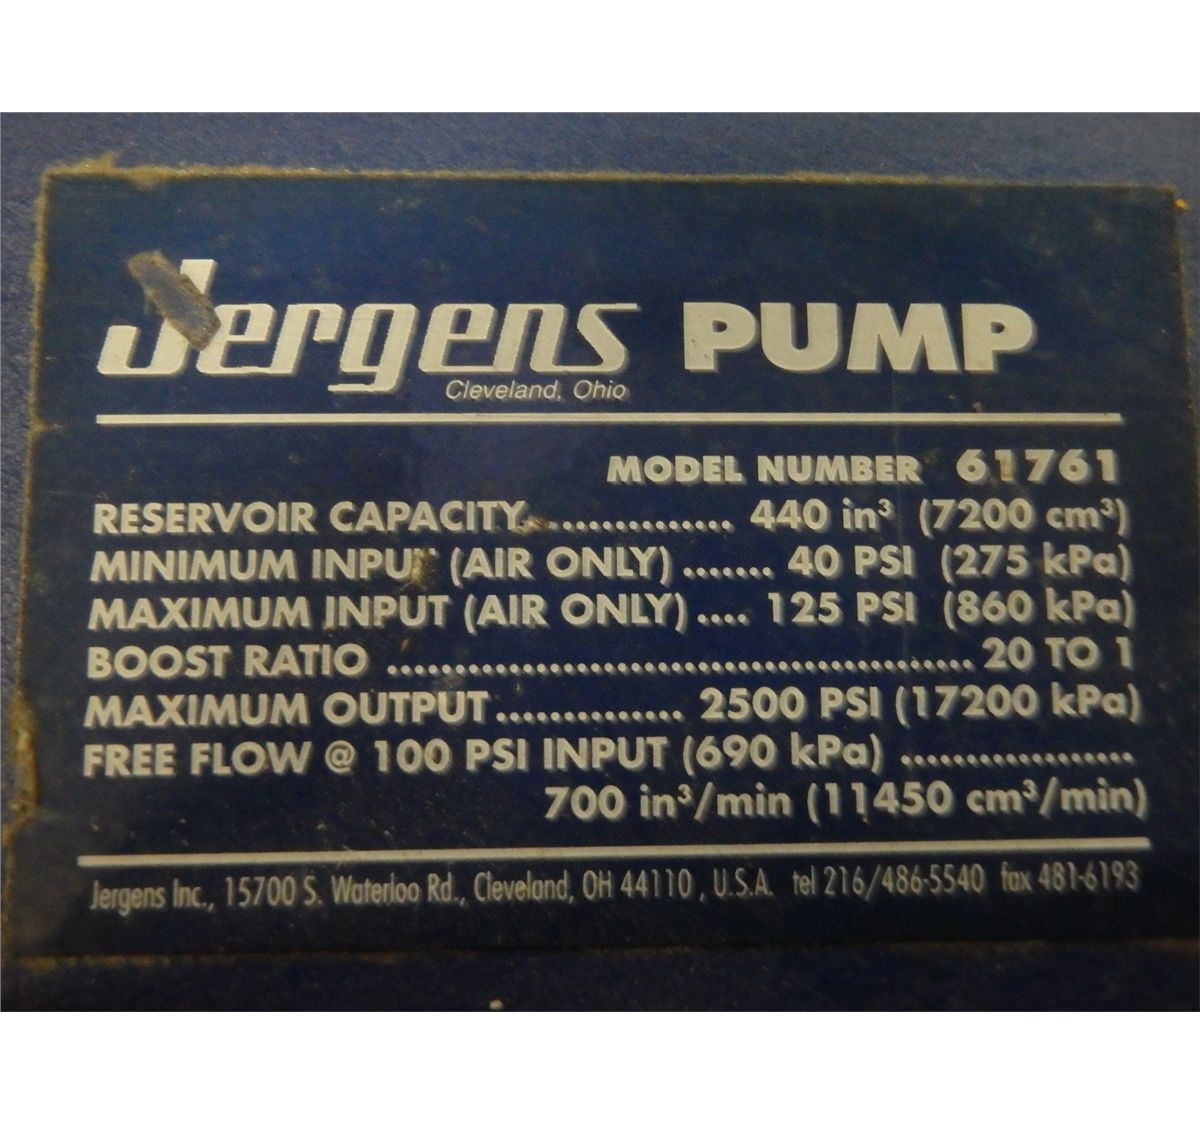 Jergens PUMP
Cleveland, Ohio
MODEL NUMBER 61761
RESERVOIR CAPACITY................ 440 in³ (7200 cm³)
MINIMUM INPUT (AIR ONLY) ....... 40 PSI (275 kPa)
MAXIMUM INPUT (AIR ONLY) .... 125 PSI (860 kPa)
BOOST RATIO ............................................ 20 TO 1
MAXIMUM OUTPUT.............. 2500 PSI (17200 kPa)
FREE FLOW @ 100 PSI INPUT (690 kPa) .................
700 in³/min (11450 cm³/min)
Jergens Inc., 15700 S. Waterloo Rd., Cleveland, OH 44110 , U.S.A. tel 216/486-5540 fax 481-6193